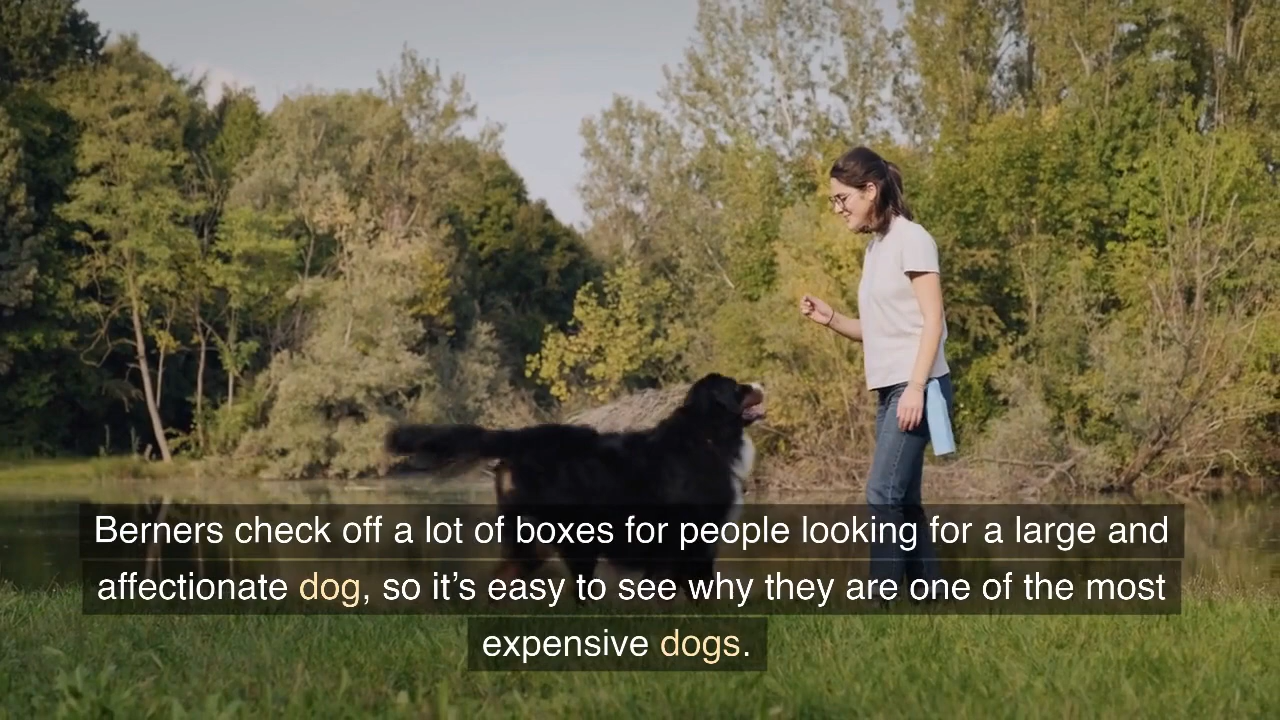 Berners check off a lot of boxes for people looking for a large and
affectionate dog, so it’s easy to see why they are one of the most
expensive dogs.